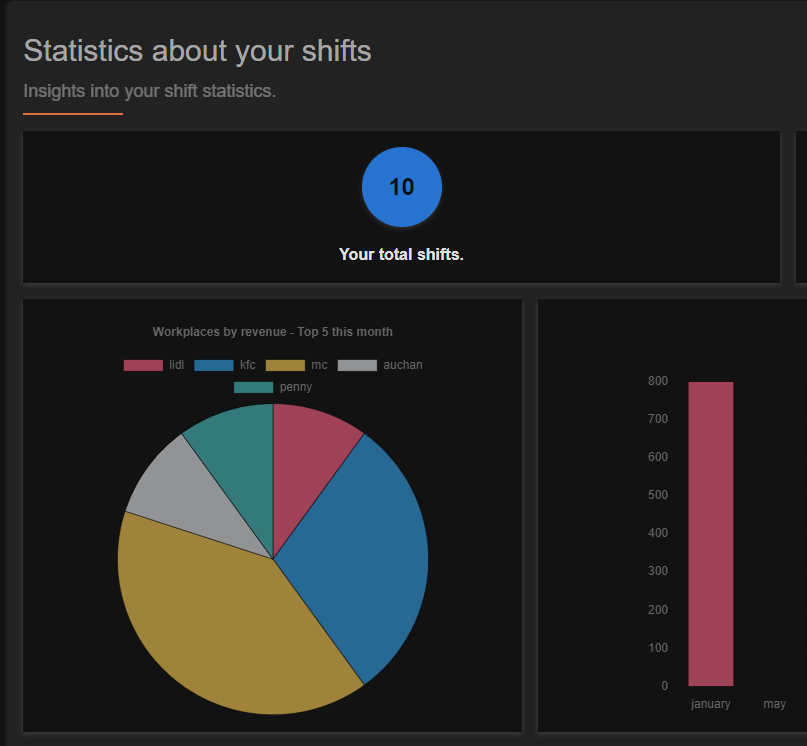 Statistics about your shifts
Insights into your shift statistics.
10
Your total shifts.
Workplaces by revenue - Top 5 this month
lidl kfc mc auchan
penny
800
700
600
500
400
300
200
100
0
january may